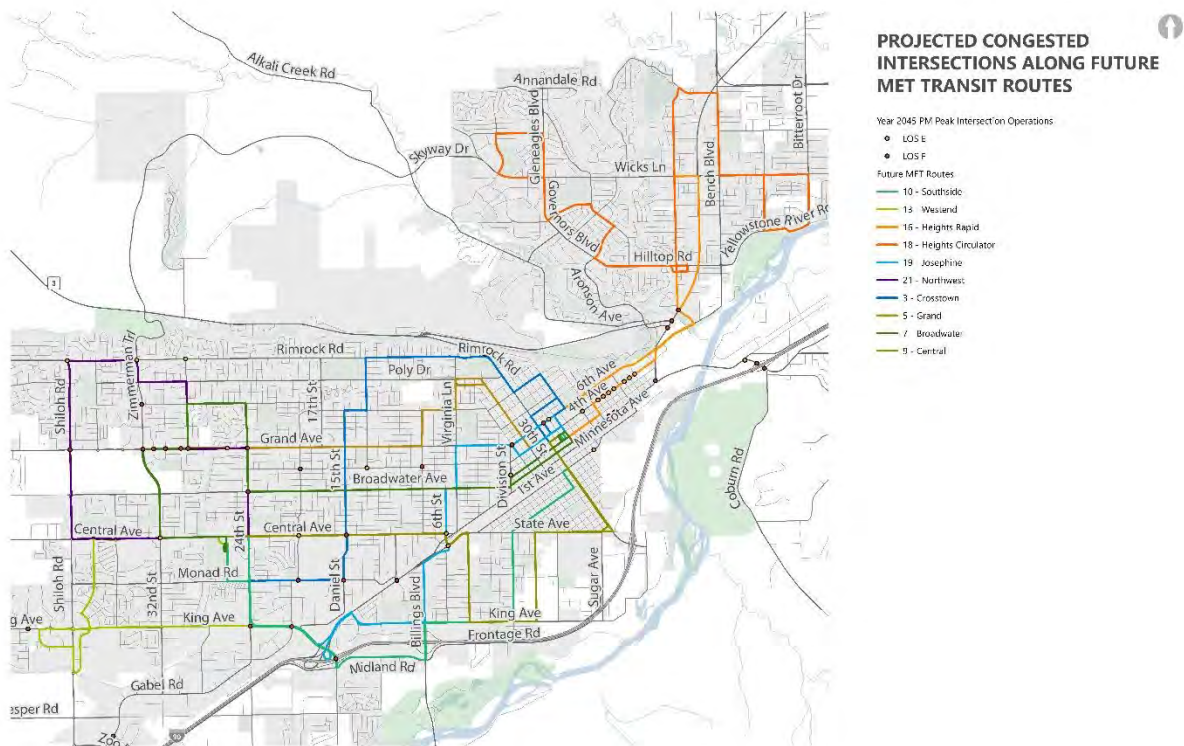 PROJECTED CONGESTED
INTERSECTIONS ALONG FUTURE
MET TRANSIT ROUTES
Year 2045 PM Peak Intersection Operations
LOS E
LOS F
Future MET Routes
10 - Southside
13 - Westend
16 - Heights Rapid
18 - Heights Circulator
19 - Josephine
21 - Northwest
3 - Crosstown
5 - Grand
7 - Broadwater
9 - Central
Alkali Creek Rd
Annandale Rd
Bitterroot Dr
Gleneagles Blvd
Skyway Dr
Wicks Ln
Bench Blvd
Governors Blvd
Yellowstone River Rd
Hilltop Rd
Aronson Ave
3
Zimmerman Trl
Rimrock Rd
Rimrock Rd
Poly Dr
Shiloh Rd
17th St
Virginia Ln
6th Ave
4th Ave
Minnesota Ave
30th St
Grand Ave
15th St
Broadwater Ave
Division St
1st Ave
Coburn Rd
6th St
Central Ave
24th St
Central Ave
State Ave
Monad Rd
Shiloh Rd
32nd St
Daniel St
Billings Blvd
Sugar Ave
g Ave
King Ave
King Ave
Frontage Rd
Midland Rd
Gabel Rd
esper Rd
Zoo